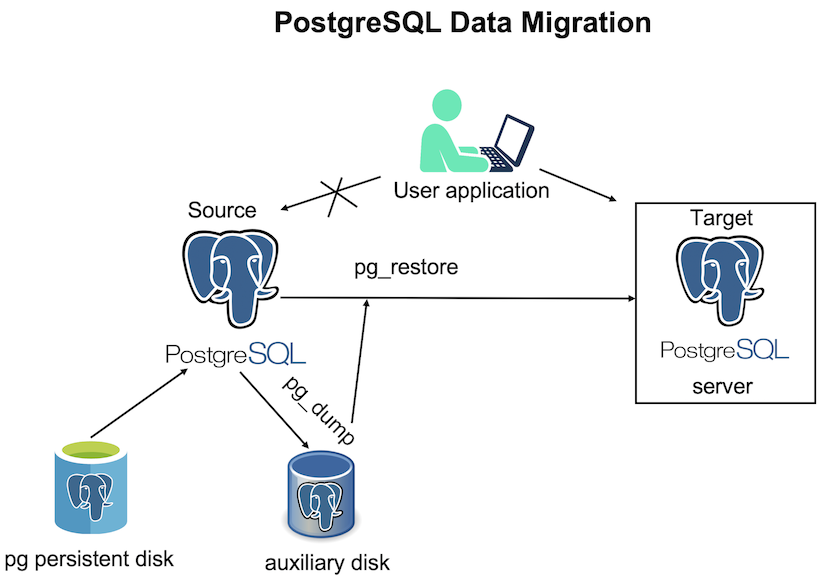 PostgreSQL Data Migration
User application
Source
Target
pg_restore
PostgreSQL
PostgreSQL
server
pg_dump
pg persistent disk
auxiliary disk